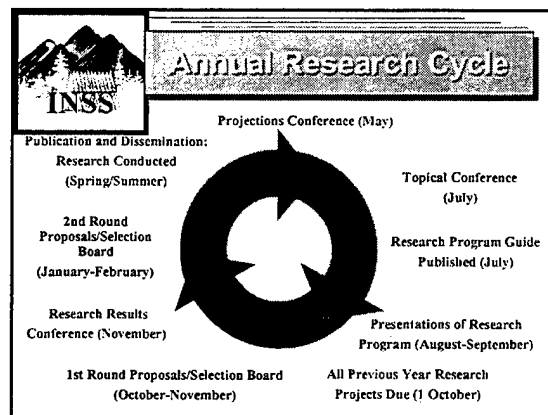 INSS
Annual Research Cycle
Projections Conference (May)
Topical Conference
(July)
Research Program Guide
Published (July)
Presentations of Research
Program (August-September)
All Previous Year Research
Projects Due (1 October)
1st Round Proposals/Selection Board
(October-November)
Research Results
Conference (November)
2nd Round
Proposals/Selection
Board
(January-February)
Publication and Dissemination;
Research Conducted
(Spring/Summer)